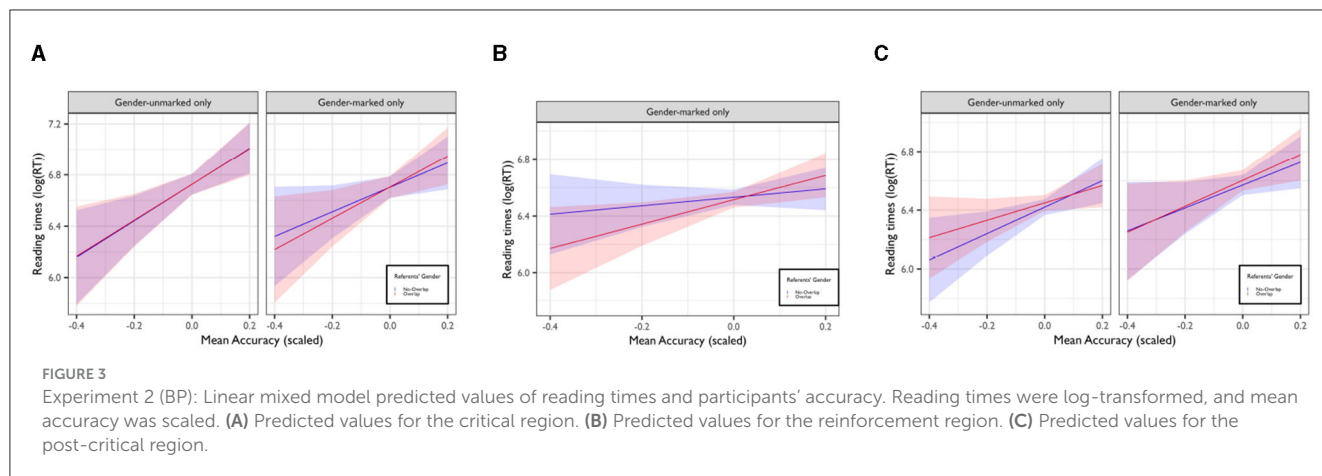 A
B
C
Gender-unmarked only
Gender-marked only
Gender-marked only
Gender-unmarked only
Gender-marked only
Reading times (log(RT))
7.2
6.8
6.4
6.0
-0.4
-0.2
0.0
0.2
-0.4
-0.2
0.0
0.2
Mean Accuracy (scaled)
Referents' Gender
No-Overlap
Overlap
Reading times (log(RT))
6.8
6.4
6.0
-0.4
-0.2
0.0
0.2
Mean Accuracy (scaled)
Referents' Gender
No-Overlap
Overlap
Reading times (log(RT))
6.8
6.4
6.0
-0.4
-0.2
0.0
0.2
-0.4
-0.2
0.0
0.2
Mean Accuracy (scaled)
Referents' Gender
No-Overlap
Overlap
FIGURE 3
Experiment 2 (BP): Linear mixed model predicted values of reading times and participants' accuracy. Reading times were log-transformed, and mean
accuracy was scaled. (A) Predicted values for the critical region. (B) Predicted values for the reinforcement region. (C) Predicted values for the
post-critical region.